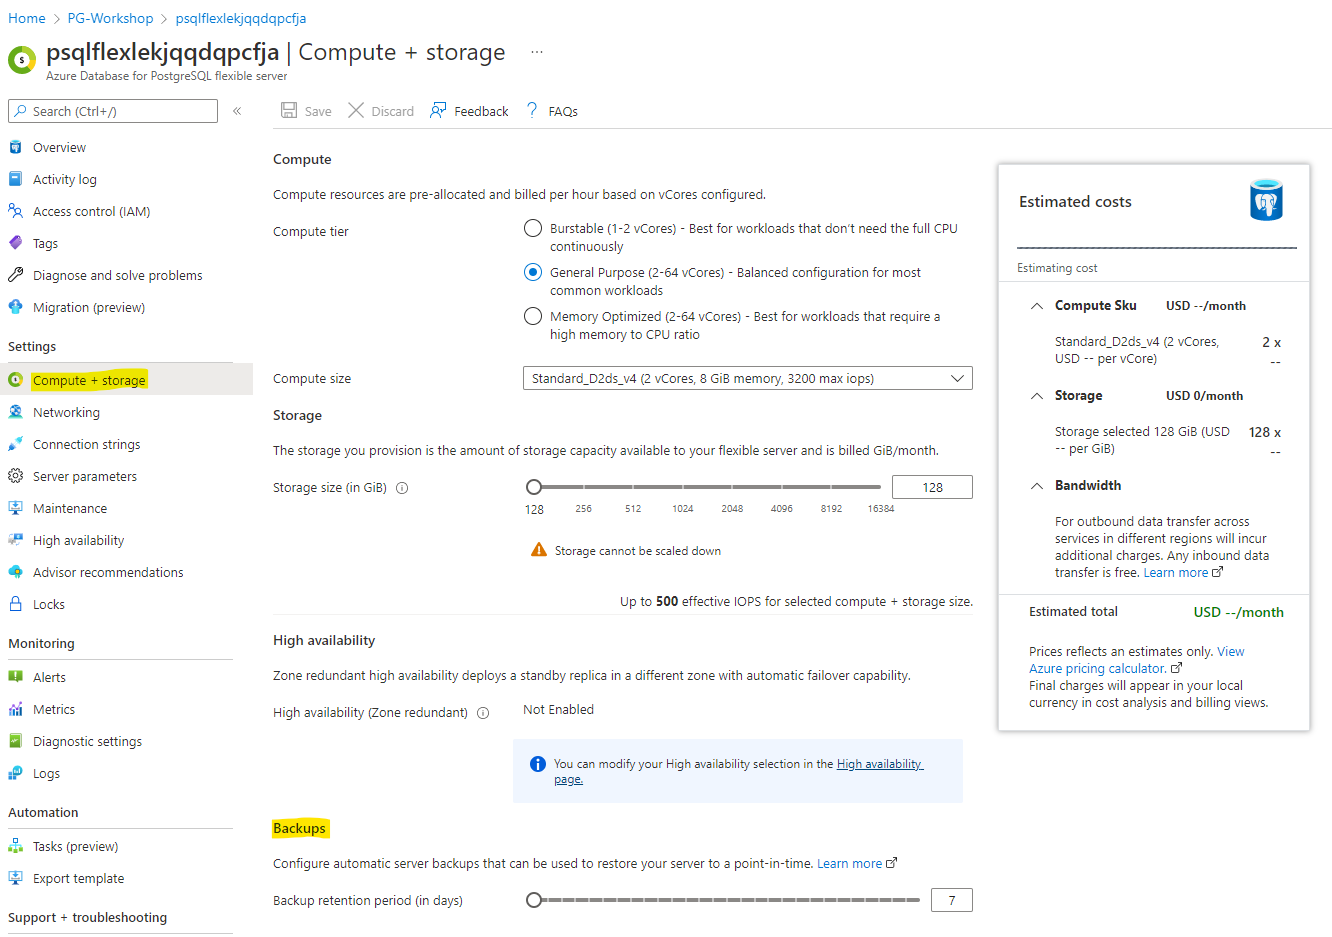 Home > PG-Workshop > psqlflexlekjqqdqpcfja
psqlflexlekjqqdqpcfja | Compute + storage ...
Azure Database for PostgreSQL flexible server
Search (Ctrl+/) «
Overview
Activity log
Access control (IAM)
Tags
Diagnose and solve problems
Migration (preview)
Settings
Compute + storage
Networking
Connection strings
Server parameters
Maintenance
High availability
Advisor recommendations
Locks
Monitoring
Alerts
Metrics
Diagnostic settings
Logs
Automation
Tasks (preview)
Export template
Support + troubleshooting
Save Discard Feedback ? FAQs
Compute
Compute resources are pre-allocated and billed per hour based on vCores configured.
Compute tier
Burstable (1-2 vCores) - Best for workloads that don't need the full CPU
continuously
General Purpose (2-64 vCores) - Balanced configuration for most
common workloads
Memory Optimized (2-64 vCores) - Best for workloads that require a
high memory to CPU ratio
Compute size
Standard_D2ds_v4 (2 vCores, 8 GiB memory, 3200 max iops)
Storage
The storage you provision is the amount of storage capacity available to your flexible server and is billed GiB/month.
Storage size (in GiB)
128
128 256 512 1024 2048 4096 8192 16384
Storage cannot be scaled down
Up to 500 effective IOPS for selected compute + storage size.
High availability
Zone redundant high availability deploys a standby replica in a different zone with automatic failover capability.
High availability (Zone redundant) Not Enabled
You can modify your High availability selection in the High availability
page.
Backups
Configure automatic server backups that can be used to restore your server to a point-in-time. Learn more
Backup retention period (in days) 7
Estimated costs
Estimating cost
Compute Sku USD --/month
Standard_D2ds_v4 (2 vCores, 2 x
USD -- per vCore) --
Storage USD 0/month
Storage selected 128 GiB (USD 128 x
-- per GiB) --
Bandwidth
For outbound data transfer across
services in different regions will incur
additional charges. Any inbound data
transfer is free. Learn more
Estimated total USD --/month
Prices reflects an estimates only. View
Azure pricing calculator.
Final charges will appear in your local
currency in cost analysis and billing views.